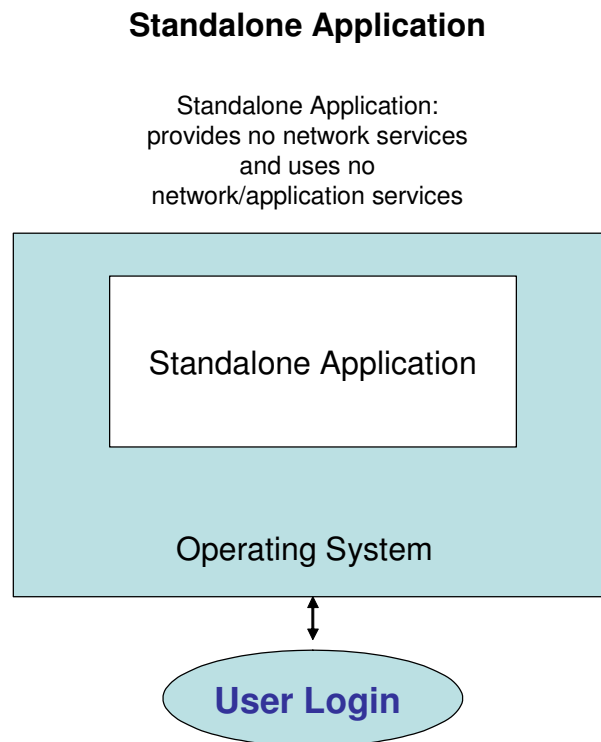 Standalone Application
Standalone Application:
provides no network services
and uses no
network/application services
Standalone Application
Operating System
User Login